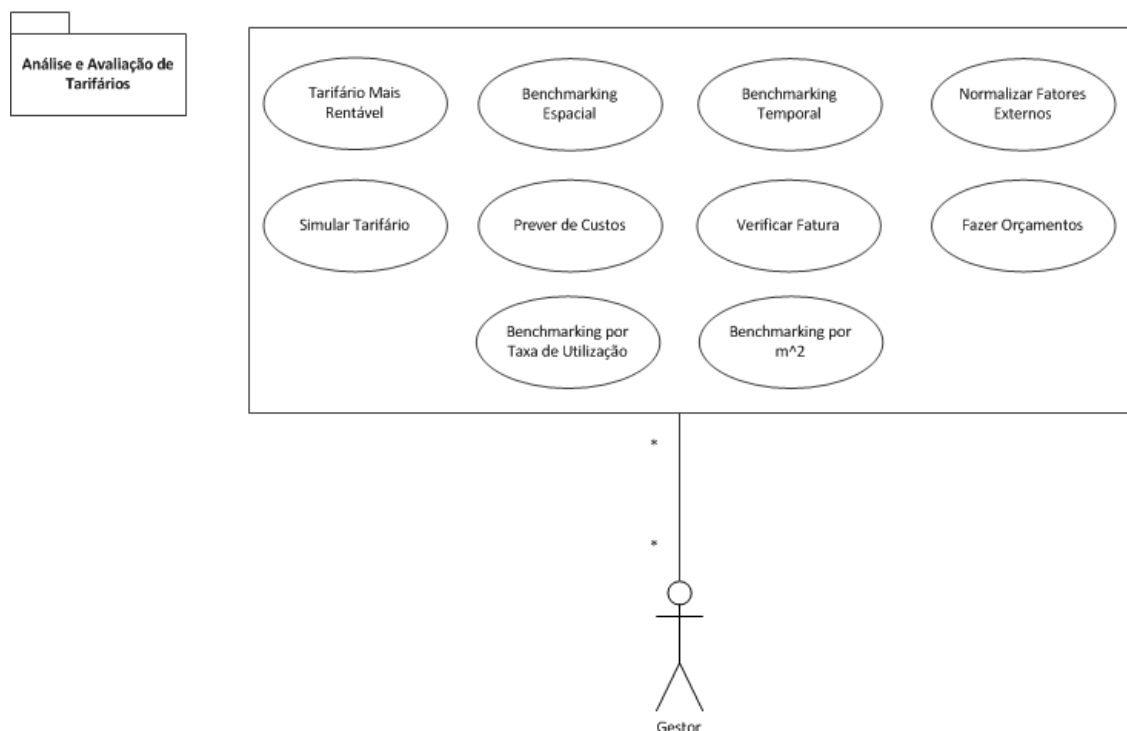 Análise e Avaliação de
Tarifários
Tarifário Mais
Rentável
Benchmarking
Espacial
Benchmarking
Temporal
Normalizar Fatores
Externos
Simular Tarifário
Prever de Custos
Verificar Fatura
Fazer Orçamentos
Benchmarking por
Taxa de Utilização
Benchmarking por
m^2
*
*
Gestor